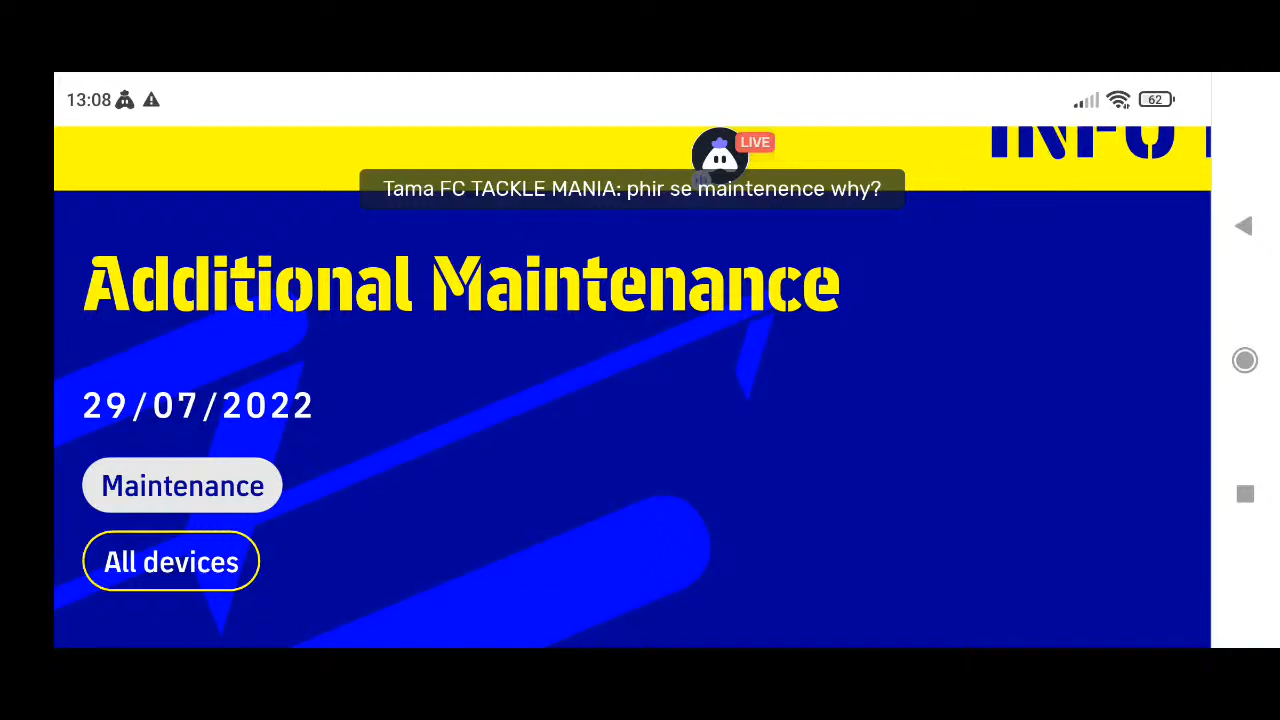 13:08
62
INFO
LIVE
Tama FC TACKLE MANIA: phir se maintenence why?
Additional Maintenance
29/07/2022
Maintenance
All devices